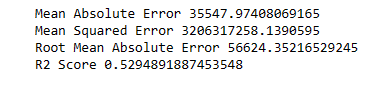 Mean Absolute Error 35547.97408069165
Mean Squared Error 3206317258.1390595
Root Mean Absolute Error 56624.35216529245
R2 Score 0.5294891887453548